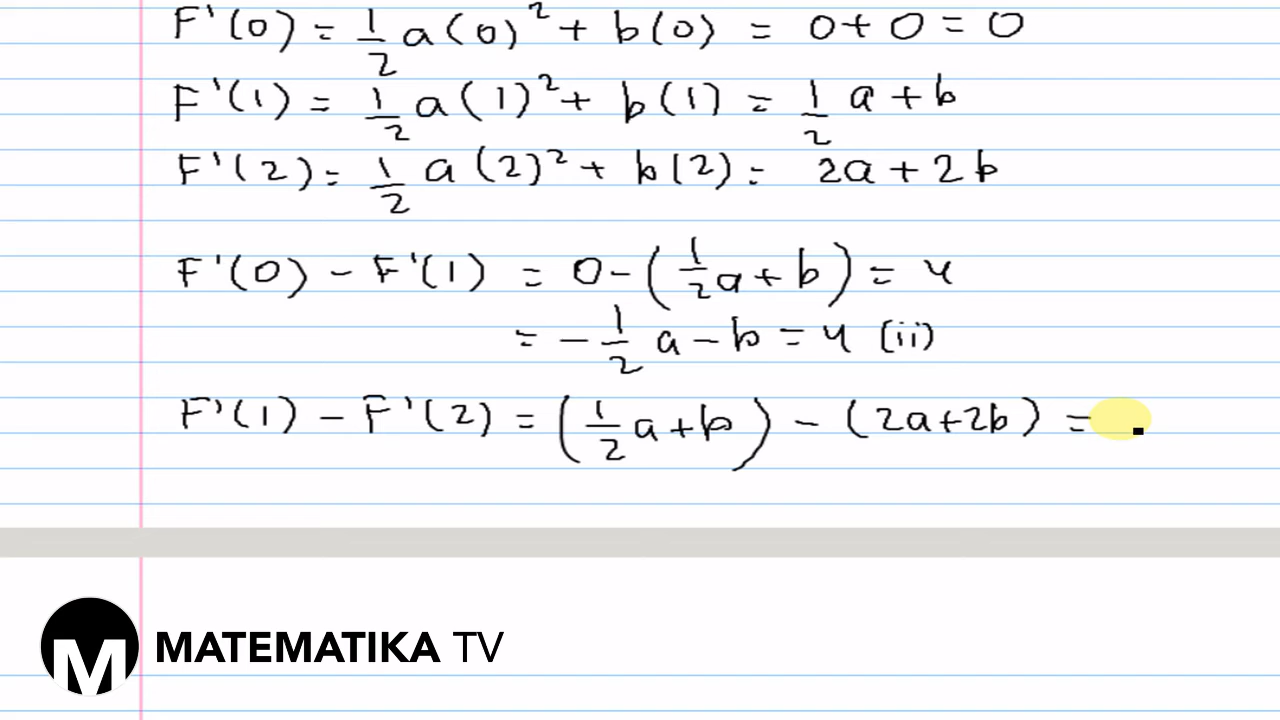 F'(0) = 1/2 a(0)² + b(0) = 0 + 0 = 0
F'(1) = 1/2 a(1)² + b(1) = 1/2 a + b
F'(2) = 1/2 a(2)² + b(2) = 2a + 2b
F'(0) - F'(1) = 0 - (1/2 a + b) = 4
= -1/2 a - b = 4 (ii)
F'(1) - F'(2) = (1/2 a + b) - (2a + 2b) =
M MATEMATIKA TV